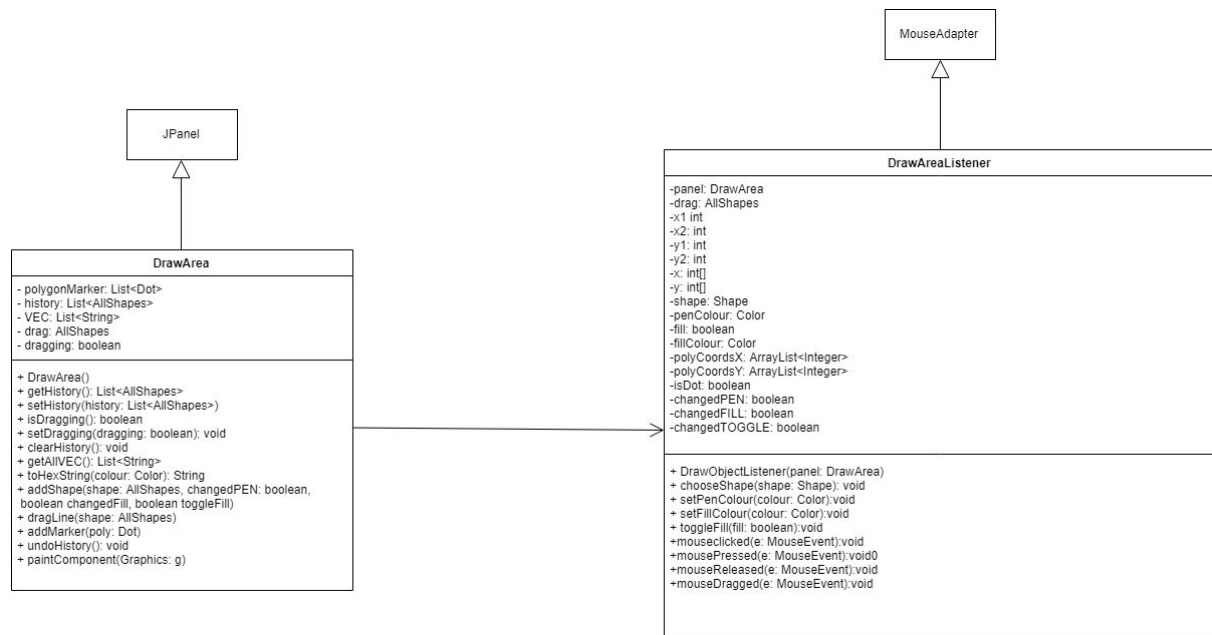 MouseAdapter
JPanel
DrawArea
- polygonMarker: List<Dot>
- history: List<AllShapes>
- VEC: List<String>
- drag: AllShapes
- dragging: boolean
+ DrawArea()
+ getHistory(): List<AllShapes>
+ setHistory(history: List<AllShapes>)
+ isDragging(): boolean
+ setDragging(dragging: boolean): void
+ clearHistory(): void
+ getAllVEC(): List<String>
+ toHexString(colour: Color): String
+ addShape(shape: AllShapes, changedPEN: boolean,
boolean changedFill, boolean toggleFill)
+ dragLine(shape: AllShapes)
+ addMarker(poly: Dot)
+ undoHistory(): void
+ paintComponent(Graphics: g)
DrawAreaListener
-panel: DrawArea
-drag: AllShapes
-x1 int
-x2: int
-y1: int
-y2: int
-x: int[]
-y: int[]
-shape: Shape
-penColour: Color
-fill: boolean
-fillColour: Color
-polyCoordsX: ArrayList<Integer>
-polyCoordsY: ArrayList<Integer>
-isDot: boolean
-changedPEN: boolean
-changedFILL: boolean
-changedTOGGLE: boolean
+ DrawObjectListener(panel: DrawArea)
+ chooseShape(shape: Shape): void
+ setPenColour(colour: Color):void
+ setFillColour(colour: Color):void
+ toggleFill(fill: boolean):void
+mouseclicked(e: MouseEvent):void
+mousePressed(e: MouseEvent):void0
+mouseReleased(e: MouseEvent):void
+mouseDragged(e: MouseEvent):void